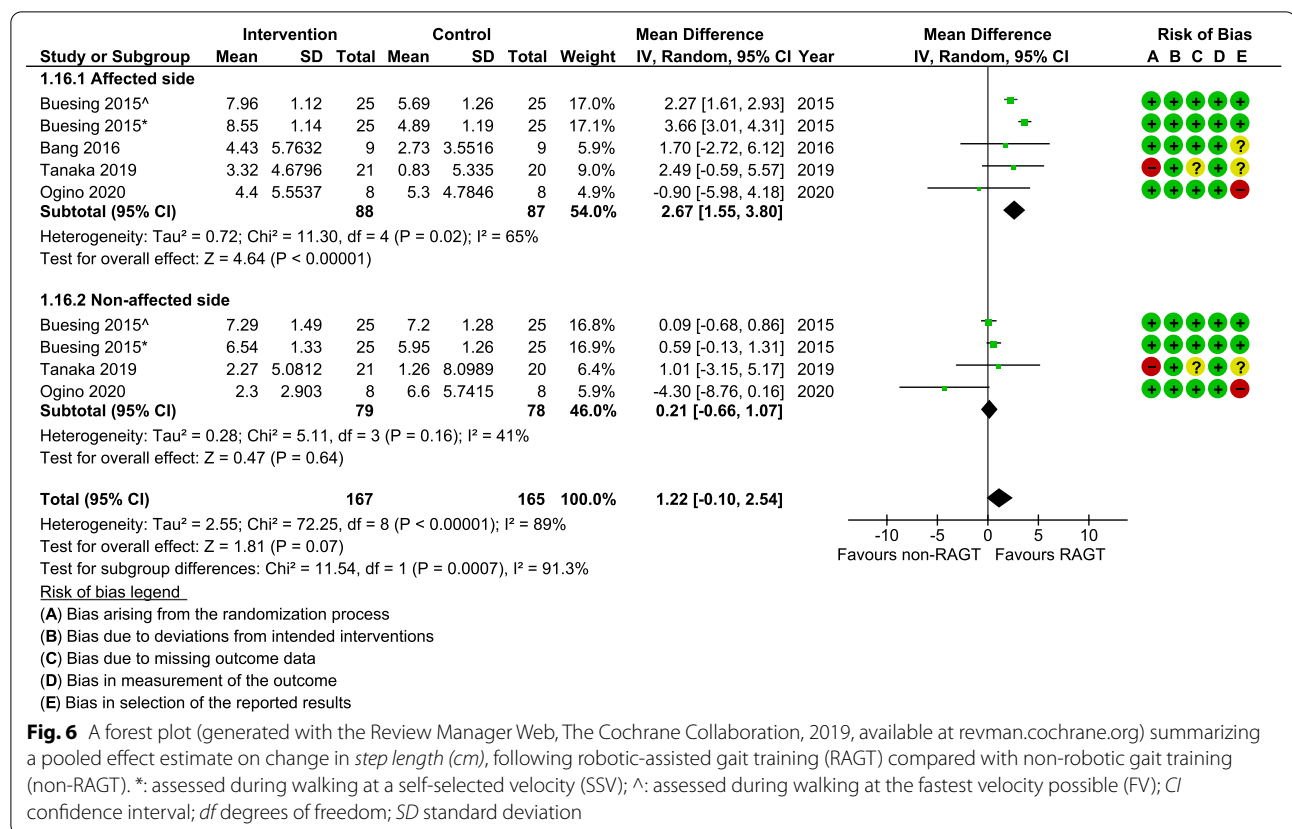 Intervention Control Mean Difference Mean Difference Risk of Bias
Study or Subgroup Mean SD Total Mean SD Total Weight IV, Random, 95% CI Year IV, Random, 95% CI A B C D E
1.16.1 Affected side
Buesing 2015^ 7.96 1.12 25 5.69 1.26 25 17.0% 2.27 [1.61, 2.93] 2015 + + + + +
Buesing 2015* 8.55 1.14 25 4.89 1.19 25 17.1% 3.66 [3.01, 4.31] 2015 + + + + +
Bang 2016 4.43 5.7632 9 2.73 3.5516 9 5.9% 1.70 [-2.72, 6.12] 2016 + + + + ?
Tanaka 2019 3.32 4.6796 21 0.83 5.335 20 9.0% 2.49 [-0.59, 5.57] 2019 − + ? + ?
Ogino 2020 4.4 5.5537 8 5.3 4.7846 8 4.9% -0.90 [-5.98, 4.18] 2020 + + + + −
Subtotal (95% CI) 88 87 54.0% 2.67 [1.55, 3.80]
Heterogeneity: Tau² = 0.72; Chi² = 11.30, df = 4 (P = 0.02); I² = 65%
Test for overall effect: Z = 4.64 (P < 0.00001)
1.16.2 Non-affected side
Buesing 2015^ 7.29 1.49 25 7.2 1.28 25 16.8% 0.09 [-0.68, 0.86] 2015 + + + + +
Buesing 2015* 6.54 1.33 25 5.95 1.26 25 16.9% 0.59 [-0.13, 1.31] 2015 + + + + +
Tanaka 2019 2.27 5.0812 21 1.26 8.0989 20 6.4% 1.01 [-3.15, 5.17] 2019 − + ? + ?
Ogino 2020 2.3 2.903 8 6.6 5.7415 8 5.9% -4.30 [-8.76, 0.16] 2020 + + + + −
Subtotal (95% CI) 79 78 46.0% 0.21 [-0.66, 1.07]
Heterogeneity: Tau² = 0.28; Chi² = 5.11, df = 3 (P = 0.16); I² = 41%
Test for overall effect: Z = 0.47 (P = 0.64)
Total (95% CI) 167 165 100.0% 1.22 [-0.10, 2.54]
Heterogeneity: Tau² = 2.55; Chi² = 72.25, df = 8 (P < 0.00001); I² = 89%
Test for overall effect: Z = 1.81 (P = 0.07)
Test for subgroup differences: Chi² = 11.54, df = 1 (P = 0.0007), I² = 91.3%
-10 -5 0 5 10
Favours non-RAGT Favours RAGT
Risk of bias legend
(A) Bias arising from the randomization process
(B) Bias due to deviations from intended interventions
(C) Bias due to missing outcome data
(D) Bias in measurement of the outcome
(E) Bias in selection of the reported results
Fig. 6 A forest plot (generated with the Review Manager Web, The Cochrane Collaboration, 2019, available at revman.cochrane.org) summarizing
a pooled effect estimate on change in step length (cm), following robotic-assisted gait training (RAGT) compared with non-robotic gait training
(non-RAGT). *: assessed during walking at a self-selected velocity (SSV); ^: assessed during walking at the fastest velocity possible (FV); CI
confidence interval; df degrees of freedom; SD standard deviation